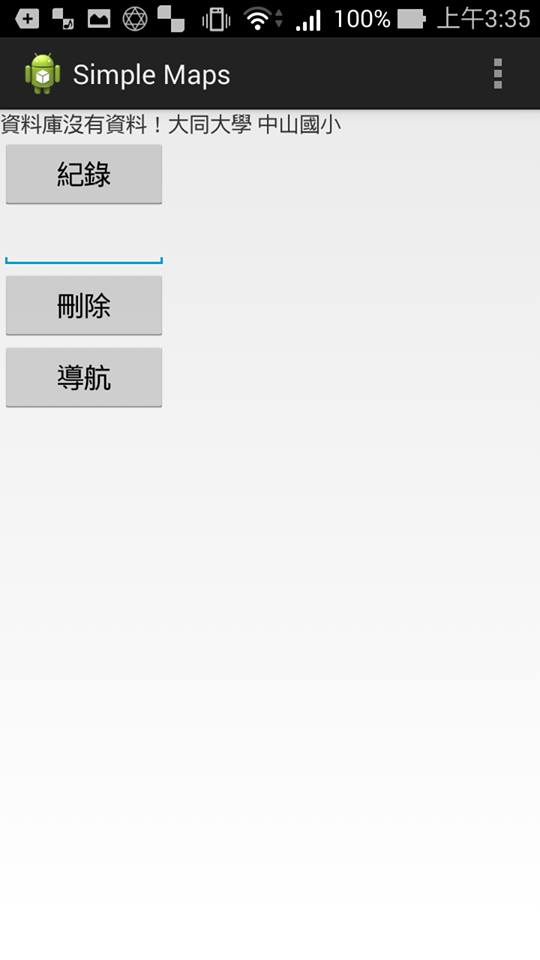 100% 上午3:35
Simple Maps
資料庫沒有資料！大同大學 中山國小
紀錄
刪除
導航